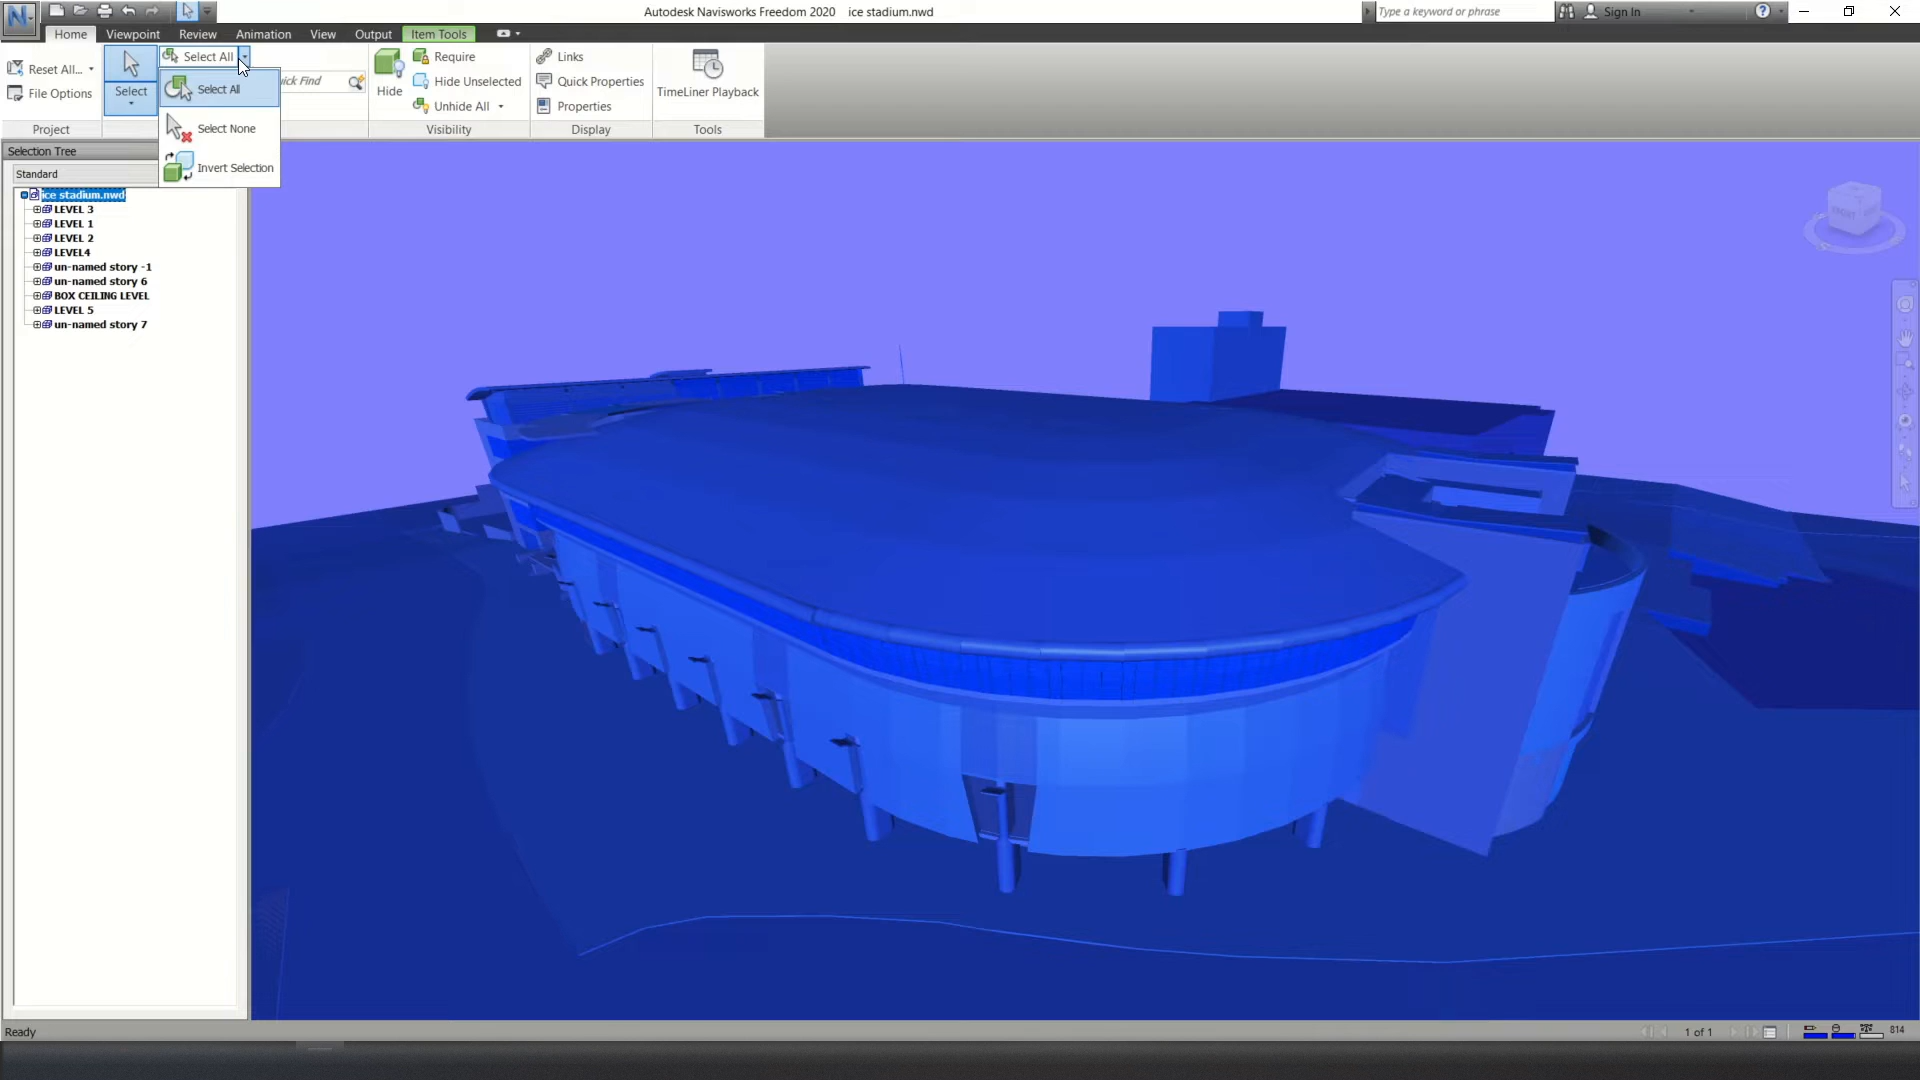 Autodesk Navisworks Freedom 2020 ice stadium.nwd
Type a keyword or phrase
Sign In
Home Viewpoint Review Animation View Output Item Tools
Reset All...
File Options
Project
Select
Select All
Select All
Select None
Invert Selection
ick Find
Hide
Require
Hide Unselected
Unhide All
Visibility
Links
Quick Properties
Properties
Display
TimeLiner Playback
Tools
Selection Tree
Standard
ice stadium.nwd
LEVEL 3
LEVEL 1
LEVEL 2
LEVEL4
un-named story -1
un-named story 6
BOX CEILING LEVEL
LEVEL 5
un-named story 7
Ready
1 of 1
814